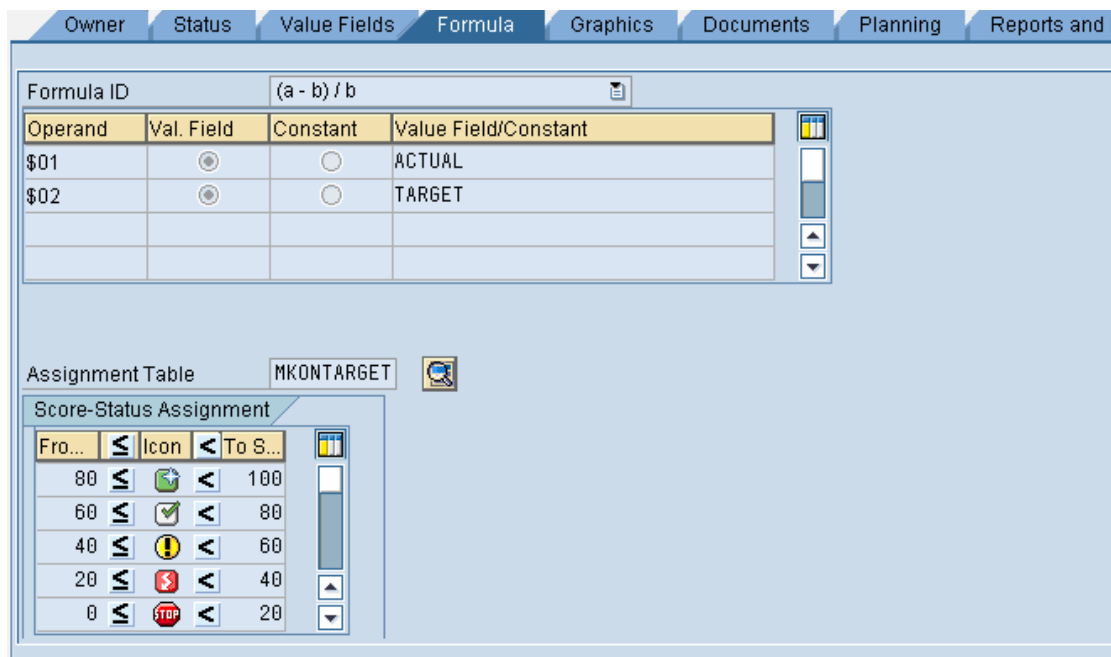 Owner Status Value Fields Formula Graphics Documents Planning Reports and
Formula ID (a - b) / b
Operand Val. Field Constant Value Field/Constant
$01 ACTUAL
$02 TARGET
Assignment Table MKONTARGET
Score-Status Assignment
Fro... ≤ Icon < To S...
80 ≤ < 100
60 ≤ < 80
40 ≤ ! < 60
20 ≤ < 40
0 ≤ STOP < 20